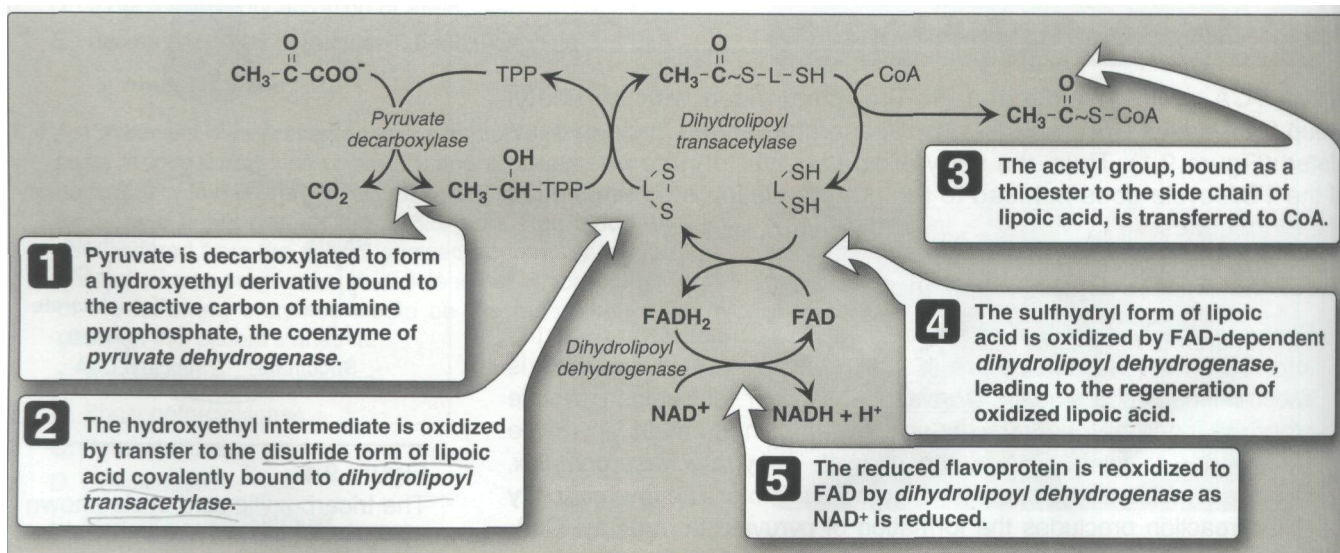 O
CH₃-C-COO⁻
TPP
Pyruvate
decarboxylase
CO₂
OH
CH₃-CH-TPP
O
CH₃-C~S-L-SH
CoA
Dihydrolipoyl
transacetylase
S
L
S
SH
L
SH
O
CH₃-C~S-CoA
FADH₂
FAD
Dihydrolipoyl
dehydrogenase
NAD⁺
NADH + H⁺
1
Pyruvate is decarboxylated to form
a hydroxyethyl derivative bound to
the reactive carbon of thiamine
pyrophosphate, the coenzyme of
pyruvate dehydrogenase.
2
The hydroxyethyl intermediate is oxidized
by transfer to the disulfide form of lipoic
acid covalently bound to dihydrolipoyl
transacetylase.
3
The acetyl group, bound as a
thioester to the side chain of
lipoic acid, is transferred to CoA.
4
The sulfhydryl form of lipoic
acid is oxidized by FAD-dependent
dihydrolipoyl dehydrogenase,
leading to the regeneration of
oxidized lipoic acid.
5
The reduced flavoprotein is reoxidized to
FAD by dihydrolipoyl dehydrogenase as
NAD⁺ is reduced.